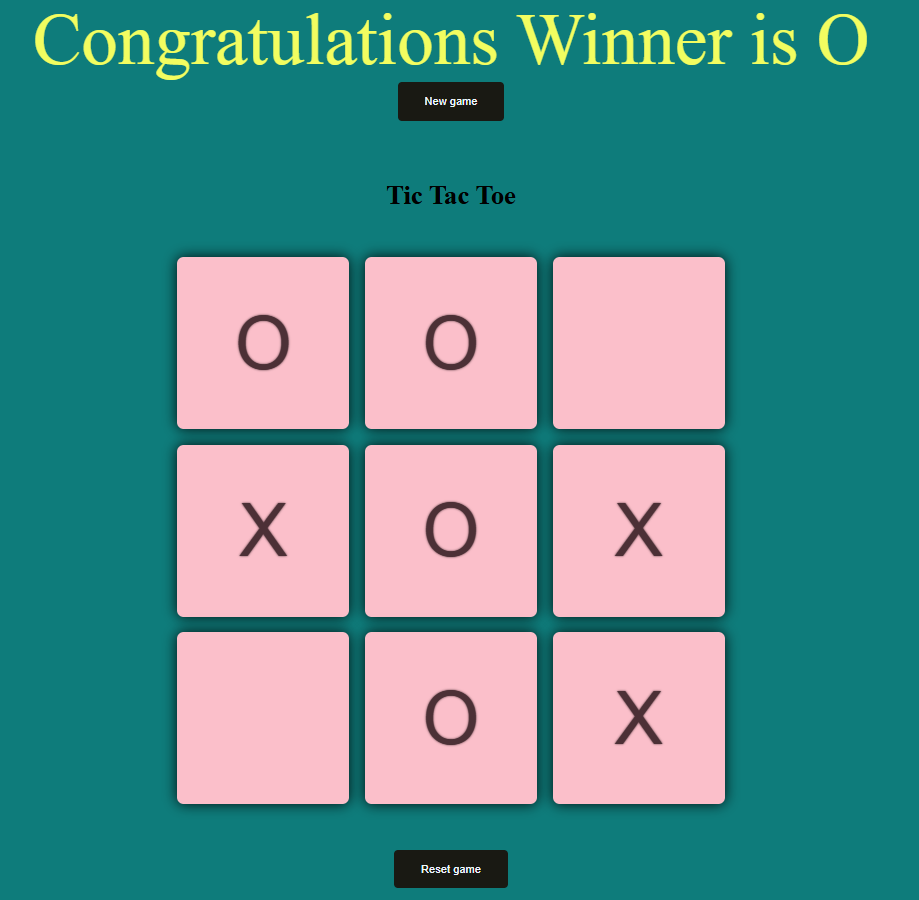 Congratulations Winner is O
New game
Tic Tac Toe
O O
X O X
O X
Reset game